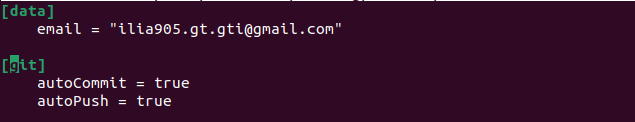 [data]
    email = "ilia905.gt.gti@gmail.com"
[git]
    autoCommit = true
    autoPush = true